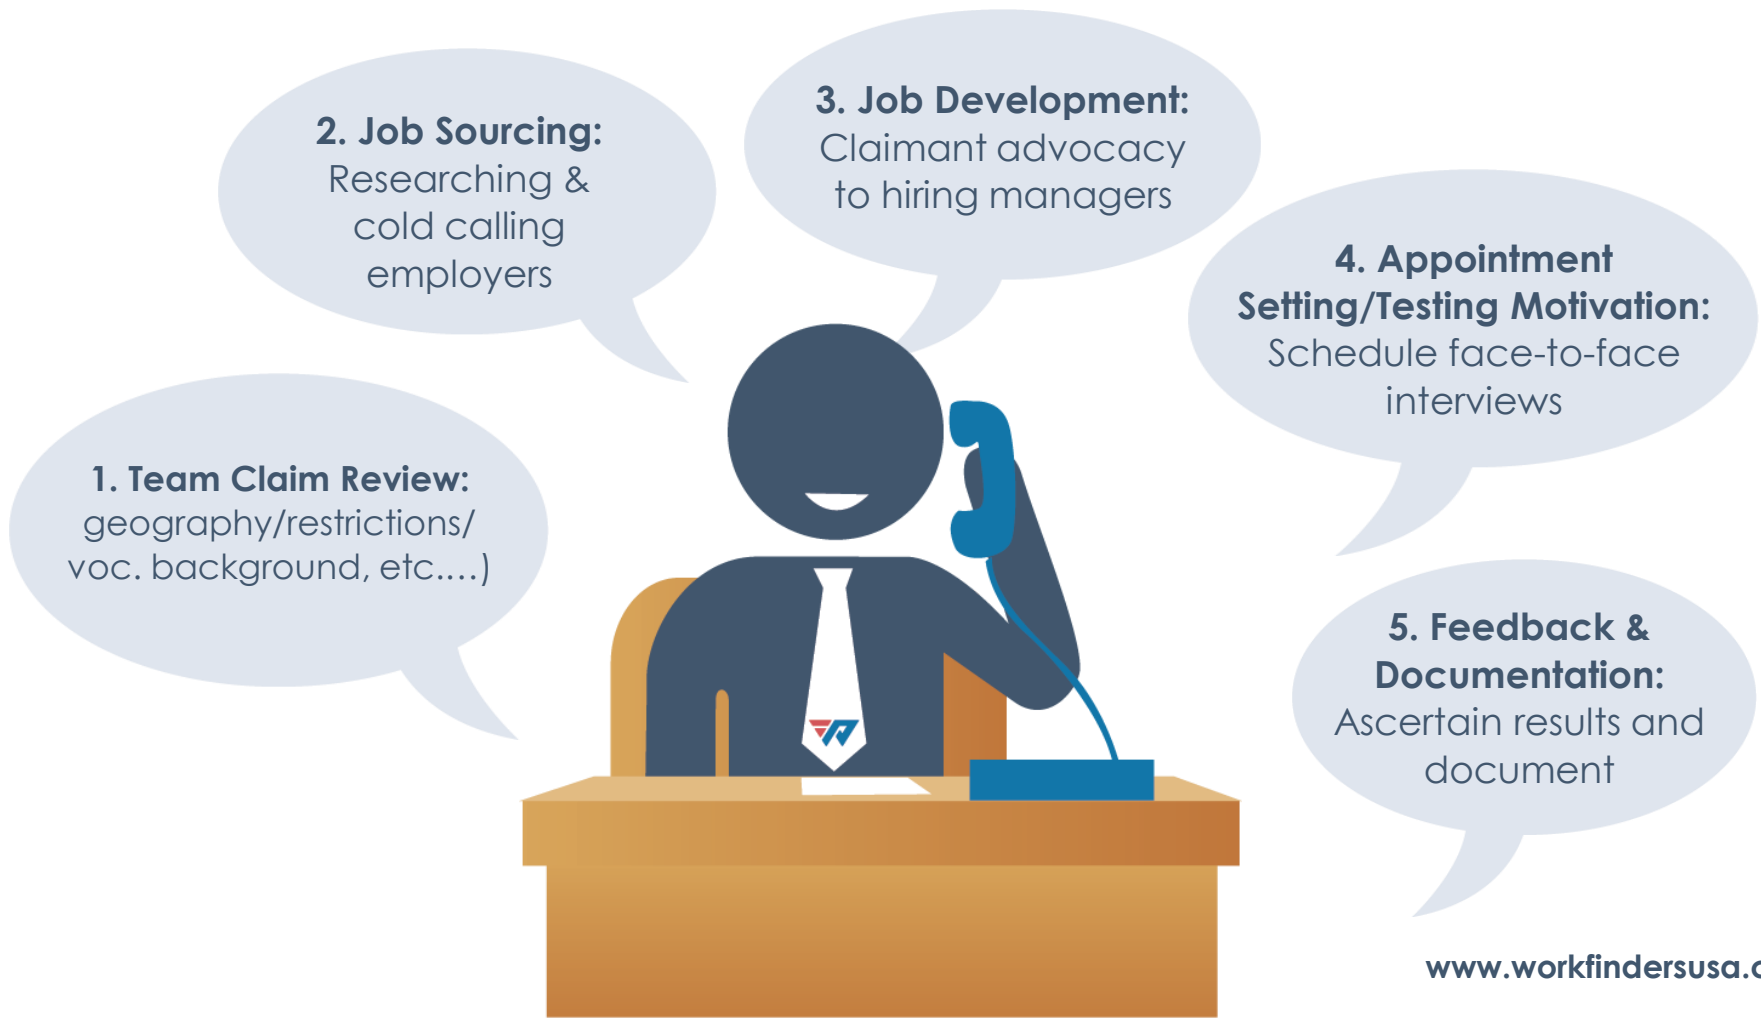 1. Team Claim Review:
geography/restrictions/
voc. background, etc....)
2. Job Sourcing:
Researching &
cold calling
employers
3. Job Development:
Claimant advocacy
to hiring managers
4. Appointment
Setting/Testing Motivation:
Schedule face-to-face
interviews
5. Feedback &
Documentation:
Ascertain results and
document
www.workfindersusa.c